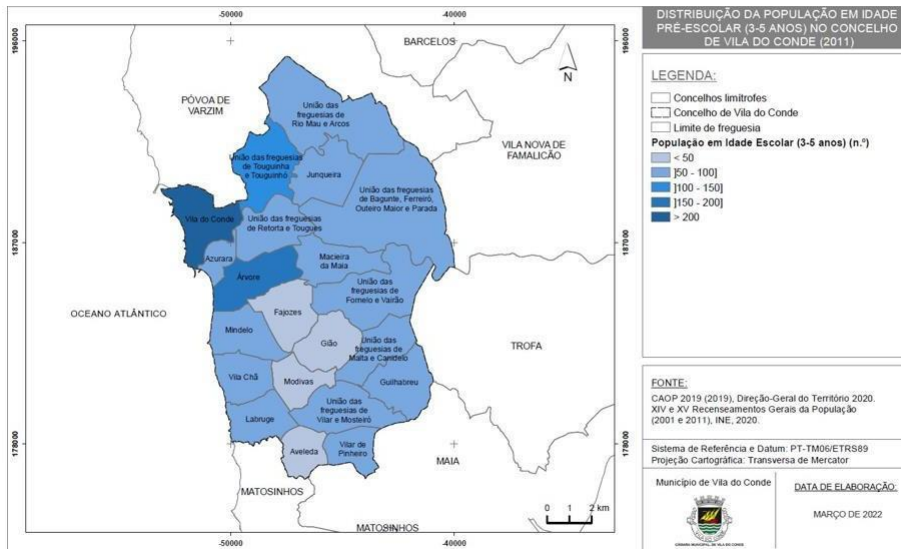 DISTRIBUIÇÃO DA POPULAÇÃO EM IDADE
PRÉ-ESCOLAR (3-5 ANOS) NO CONCELHO
DE VILA DO CONDE (2011)
-50000
-40000
196000
196000
BARCELOS
N
PÓVOA DE
VARZIM
União das
freguesias de
Rio Mau e Arcos
VILA NOVA DE
FAMALICÃO
União das freguesias
de Touguinha
e Touguinhó
Junqueira
União das freguesias
de Bagunte, Ferreiró,
Outeiro Maior e Parada
Vila do Conde
União das freguesias
de Retorta e Tougues
187000
187000
Azurara
Macieira
da Maia
Árvore
União das
freguesias de
Fornelo e Vairão
OCEANO ATLÂNTICO
Fajozes
Mindelo
Gião
União das
freguesias de
Malta e Canidelo
TROFA
Vila Chã
Modivas
Guilhabreu
Labruge
União das
freguesias de
Vilar e Mosteiró
178000
178000
Aveleda
Vilar de
Pinheiro
MAIA
MATOSINHOS
MATOSINHOS
0 1 2 km
-50000
-40000
LEGENDA:
Concelhos limítrofes
Concelho de Vila do Conde
Limite de freguesia
População em Idade Escolar (3-5 anos) (n.º)
< 50
]50 - 100]
]100 - 150]
]150 - 200]
> 200
FONTE:
CAOP 2019 (2019), Direção-Geral do Território 2020.
XIV e XV Recenseamentos Gerais da População
(2001 e 2011), INE, 2020.
Sistema de Referência e Datum: PT-TM06/ETRS89
Projeção Cartográfica: Transversa de Mercator
Município de Vila do Conde
CÂMARA MUNICIPAL DE VILA DO CONDE
DATA DE ELABORAÇÃO:
MARÇO DE 2022